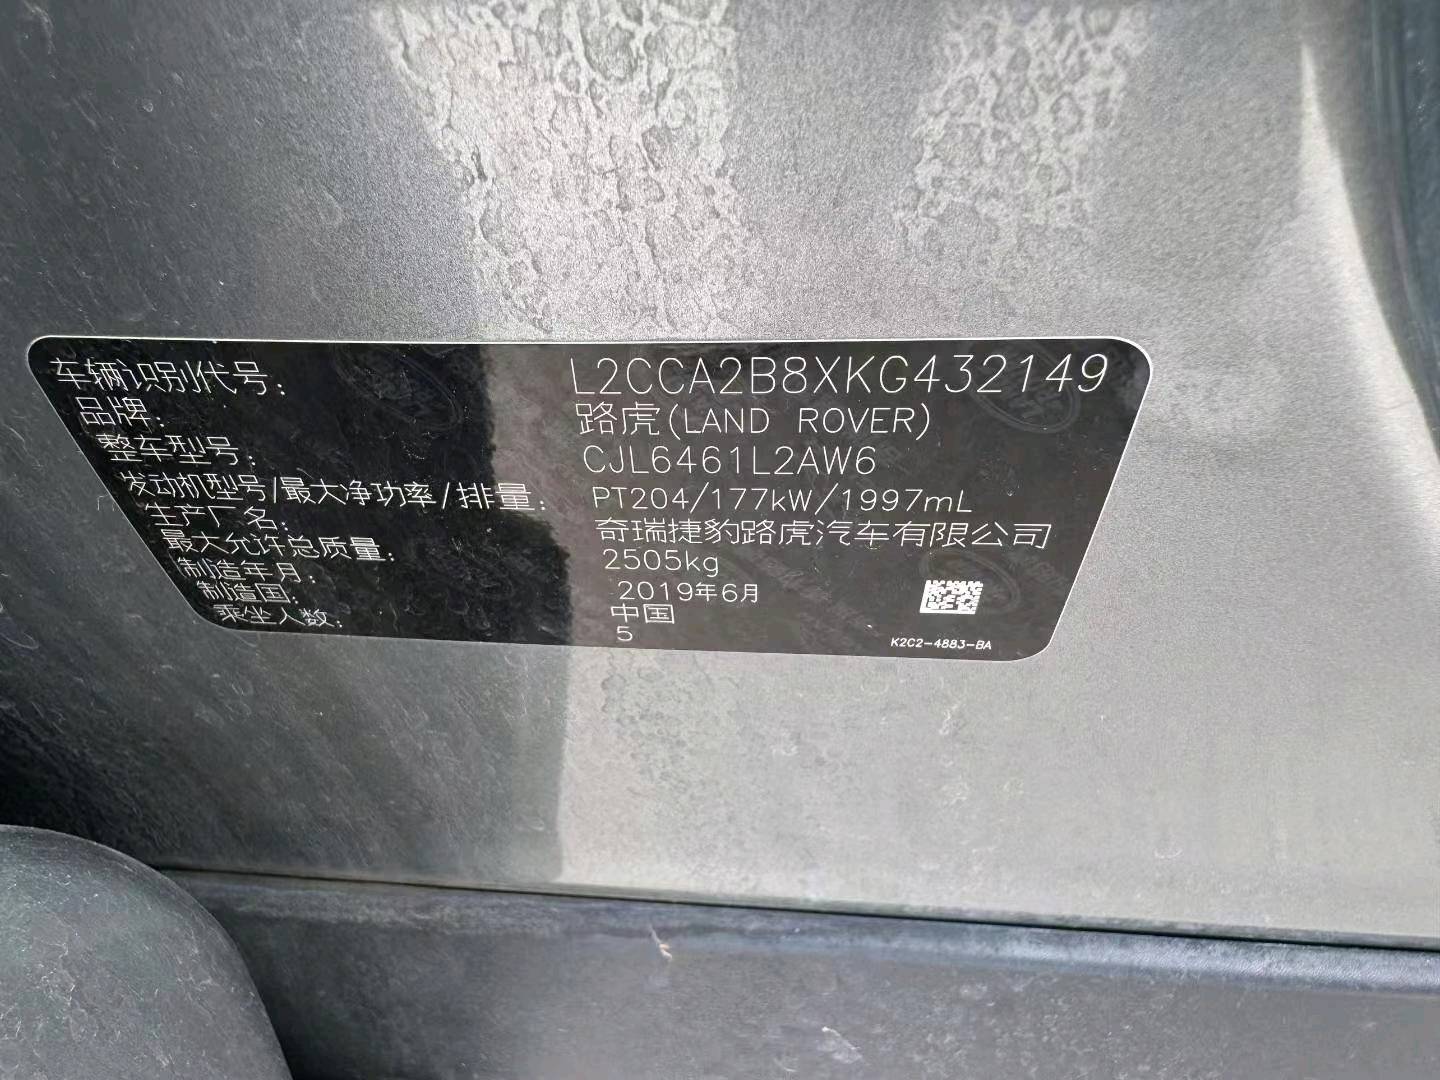 车辆识别代号: L2CCA2B8XKG432149
品牌: 路虎(LAND ROVER)
整车型号: CJL6461L2AW6
发动机型号/最大净功率/排量: PT204/177kW/1997mL
生产厂名: 奇瑞捷豹路虎汽车有限公司
最大允许总质量: 2505kg
制造年月: 2019年6月
制造国: 中国
乘坐人数: 5
K2C2-4883-BA